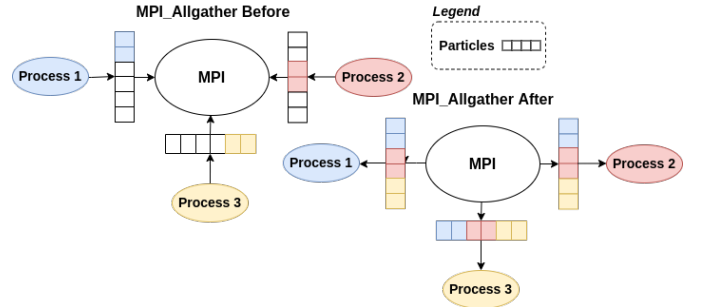 MPI_Allgather Before
Legend
Particles
Process 1
MPI
Process 2
MPI_Allgather After
Process 3
Process 1
MPI
Process 2
Process 3